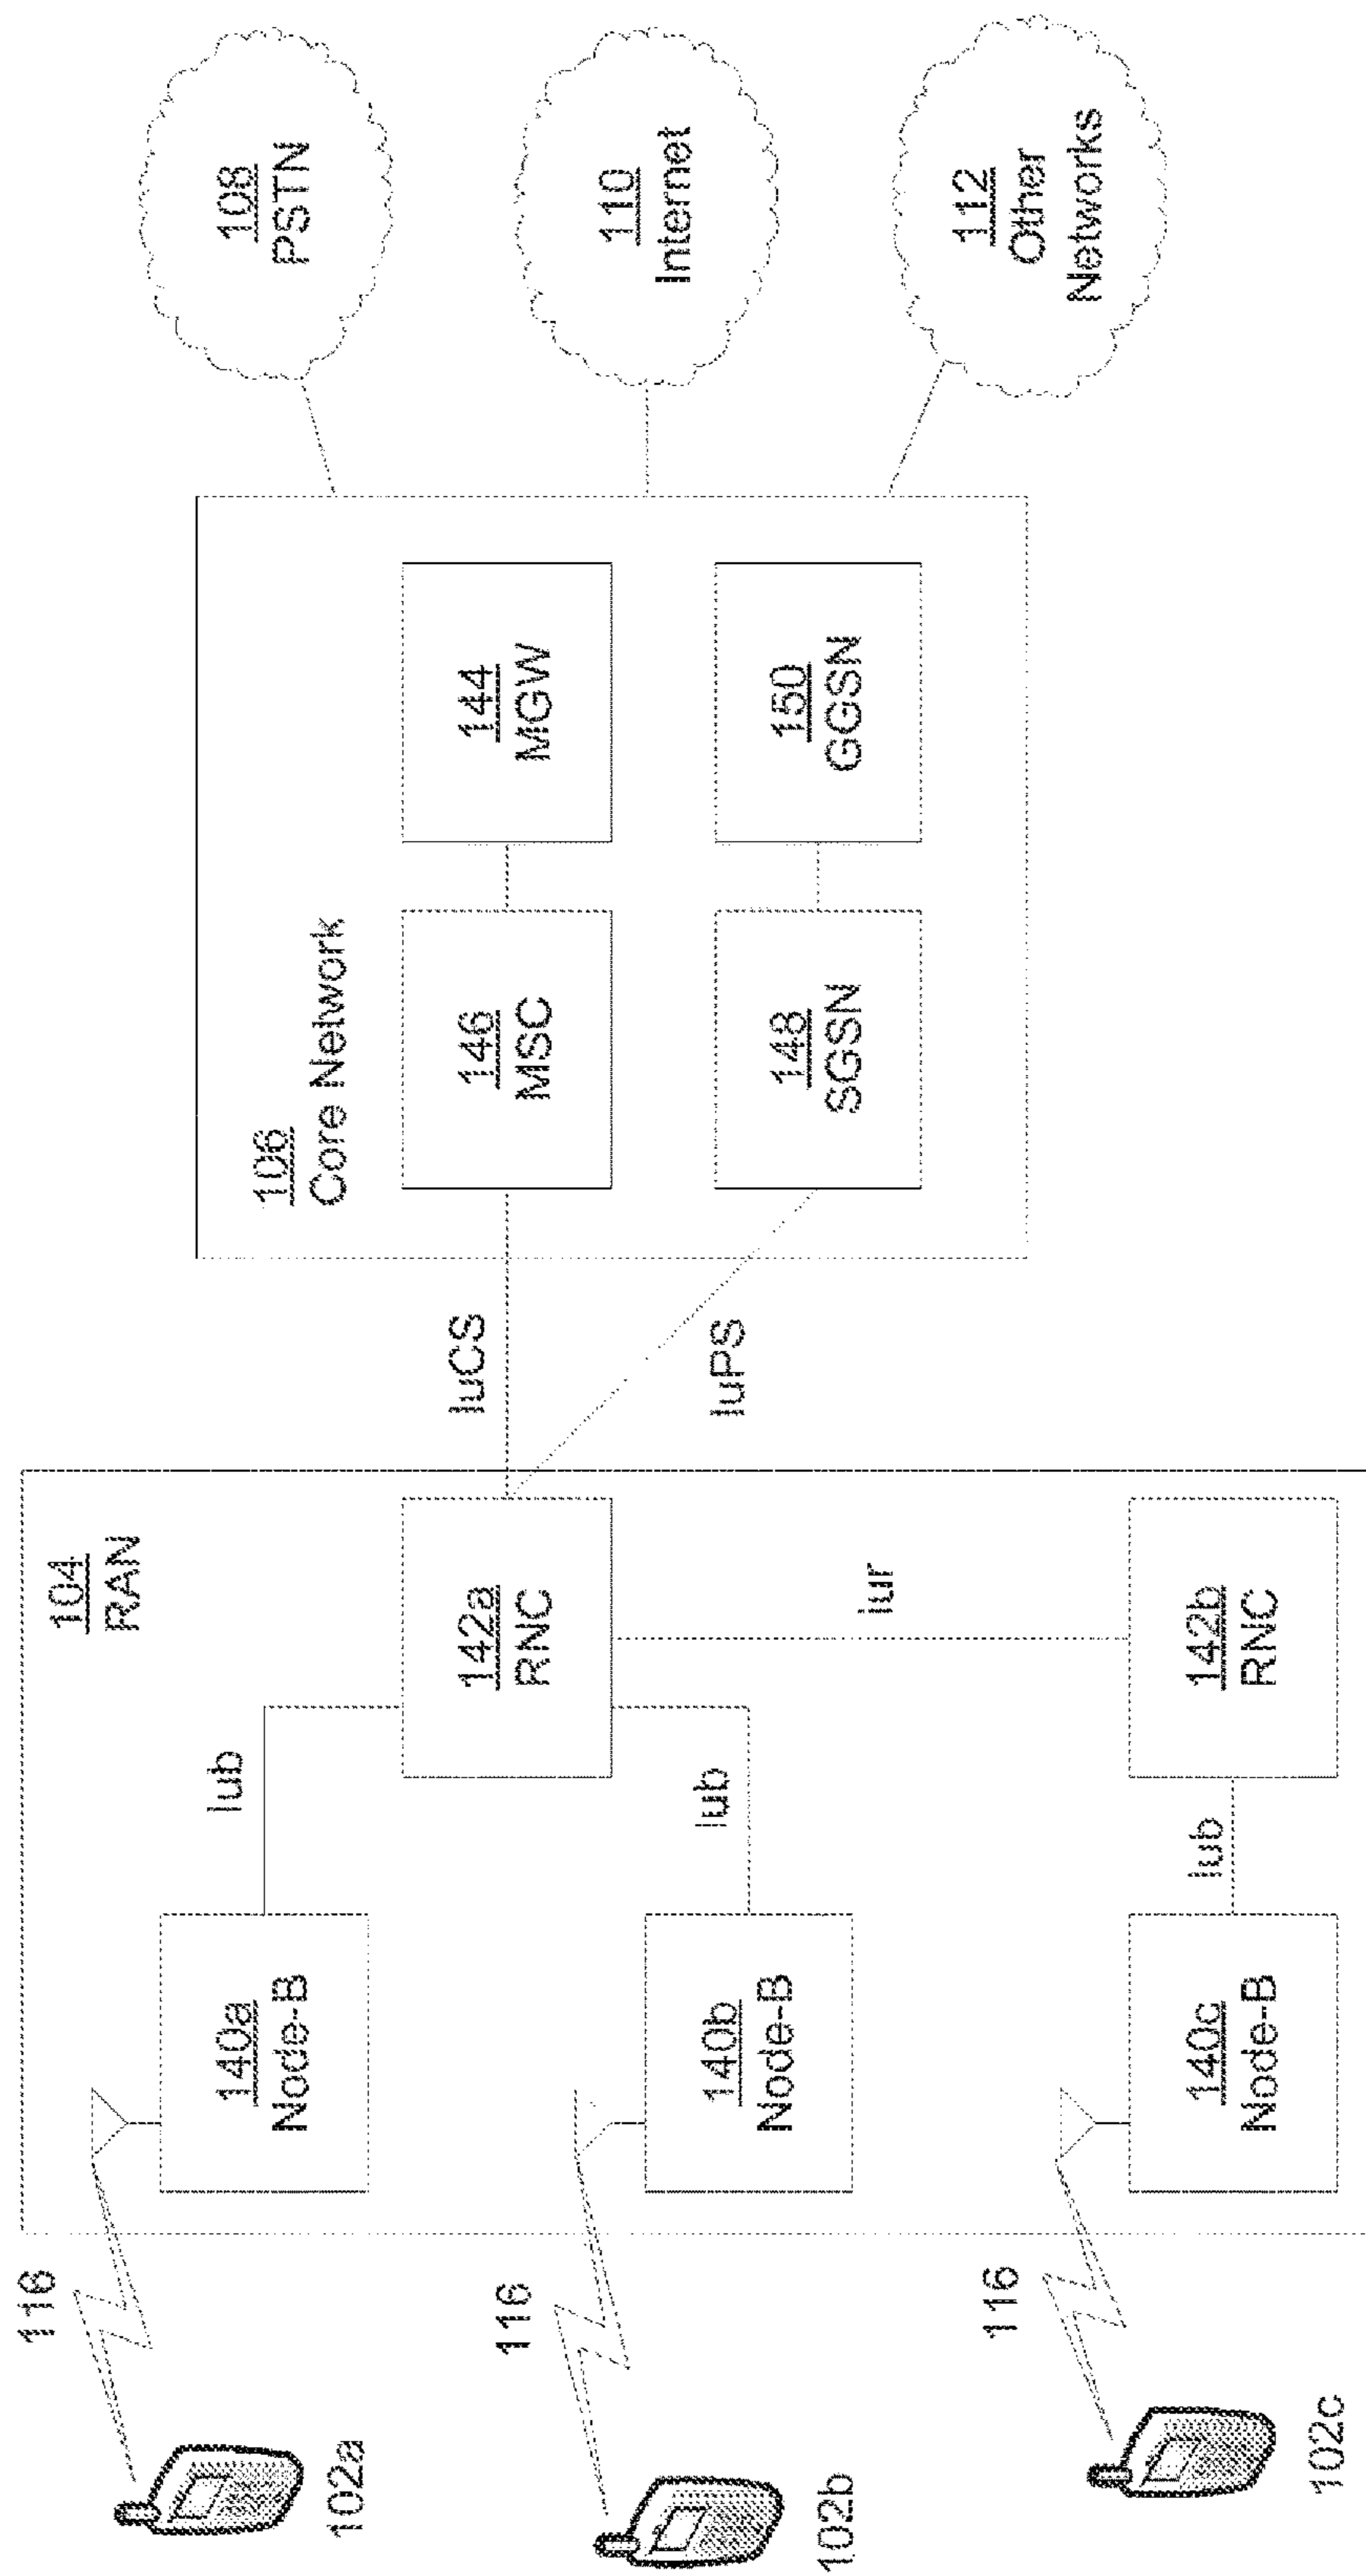 104
RAN
116
140a
Node-B
Iub
142a
RNC
102a
116
140b
Node-B
Iub
Iur
102b
116
140c
Node-B
Iub
142b
RNC
102c
IuCS
IuPS
106
Core Network
146
MSC
144
MGW
148
SGSN
150
GGSN
108
PSTN
110
Internet
112
Other
Networks